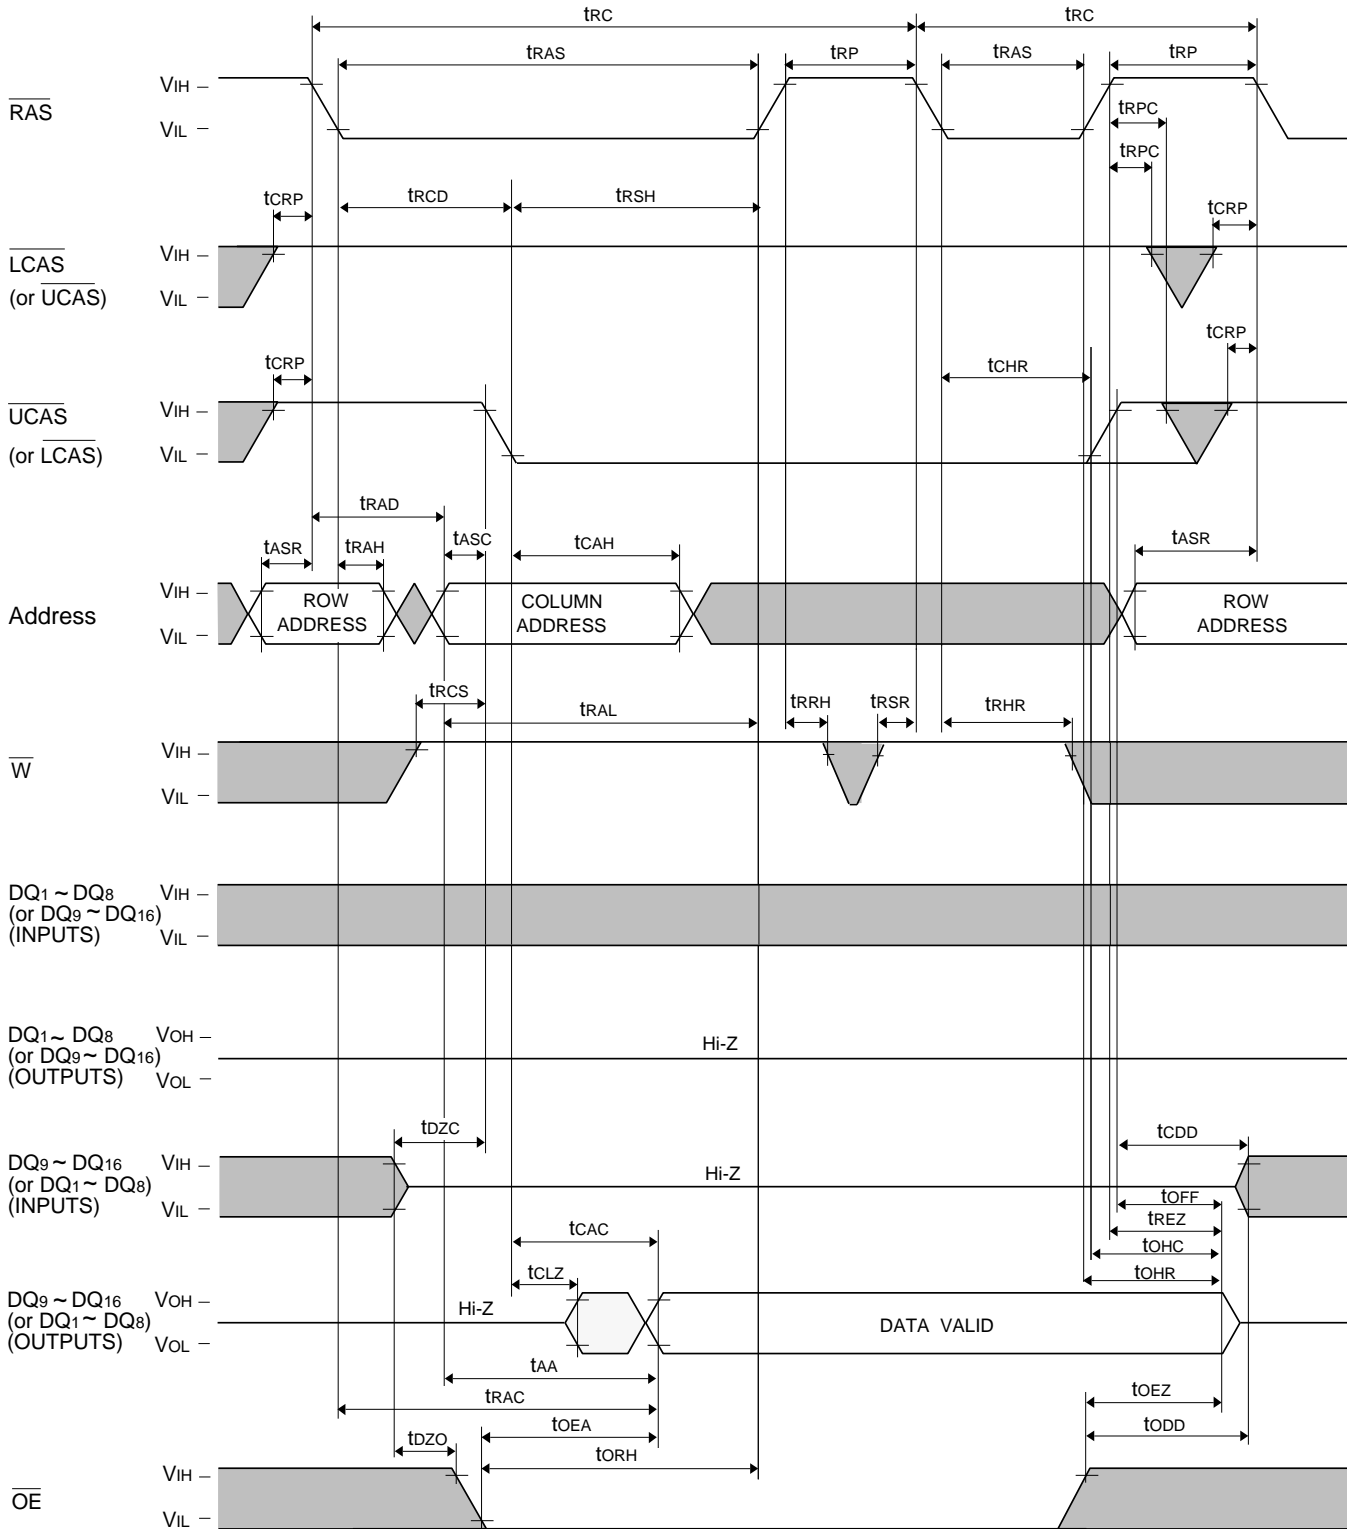 tRC tRC
tRAS tRP tRAS tRP
RAS VIH
VIL
tRPC
tRPC
tCRP tRCD tRSH tCRP
LCAS VIH
(or UCAS) VIL
tCRP tCHR tCRP
UCAS VIH
(or LCAS) VIL
tRAD
tASR tRAH tASC tCAH tASR
Address VIH
VIL
ROW ADDRESS
COLUMN ADDRESS
ROW ADDRESS
tRCS tRAL tRRH tRSR tRHR
W VIH
VIL
DQ1 ~ DQ8 VIH
(or DQ9 ~ DQ16)
(INPUTS) VIL
DQ1 ~ DQ8 VOH
(or DQ9 ~ DQ16) Hi-Z
(OUTPUTS) VOL
tDZC tCDD
DQ9 ~ DQ16 VIH
(or DQ1 ~ DQ8) Hi-Z
(INPUTS) VIL
tOFF
tREZ
tCAC tOHC
tCLZ tOHR
DQ9 ~ DQ16 VOH
(or DQ1 ~ DQ8) Hi-Z DATA VALID
(OUTPUTS) VOL
tAA
tRAC tOEZ
tOEA tODD
tDZO tORH
OE VIH
VIL